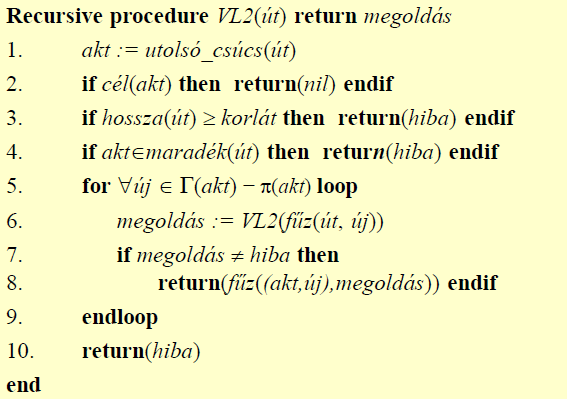 Recursive procedure VL2(út) return megoldás
1. akt := utolsó_csúcs(út)
2. if cél(akt) then return(nil) endif
3. if hossza(út) ≥ korlát then return(hiba) endif
4. if akt∈maradék(út) then return(hiba) endif
5. for ∀új ∈ Γ(akt) − π(akt) loop
6. megoldás := VL2(fűz(út, új))
7. if megoldás ≠ hiba then
8. return(fűz((akt,új),megoldás)) endif
9. endloop
10. return(hiba)
end